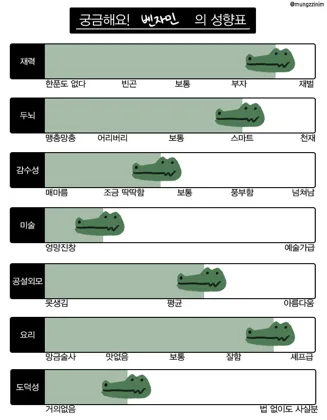 @mungzzinim
궁금해요! 벤자민 의 성향표
재력
한푼도 없다 빈곤 보통 부자 재벌
두뇌
맹충망충 어리버리 보통 스마트 천재
감수성
매마름 조금 딱딱함 보통 풍부함 넘쳐남
미술
엉망진창 예술가급
공설외모
못생김 평균 아름다움
요리
망금술사 맛없음 보통 잘함 셰프급
도덕성
거의없음 법 없이도 사실분